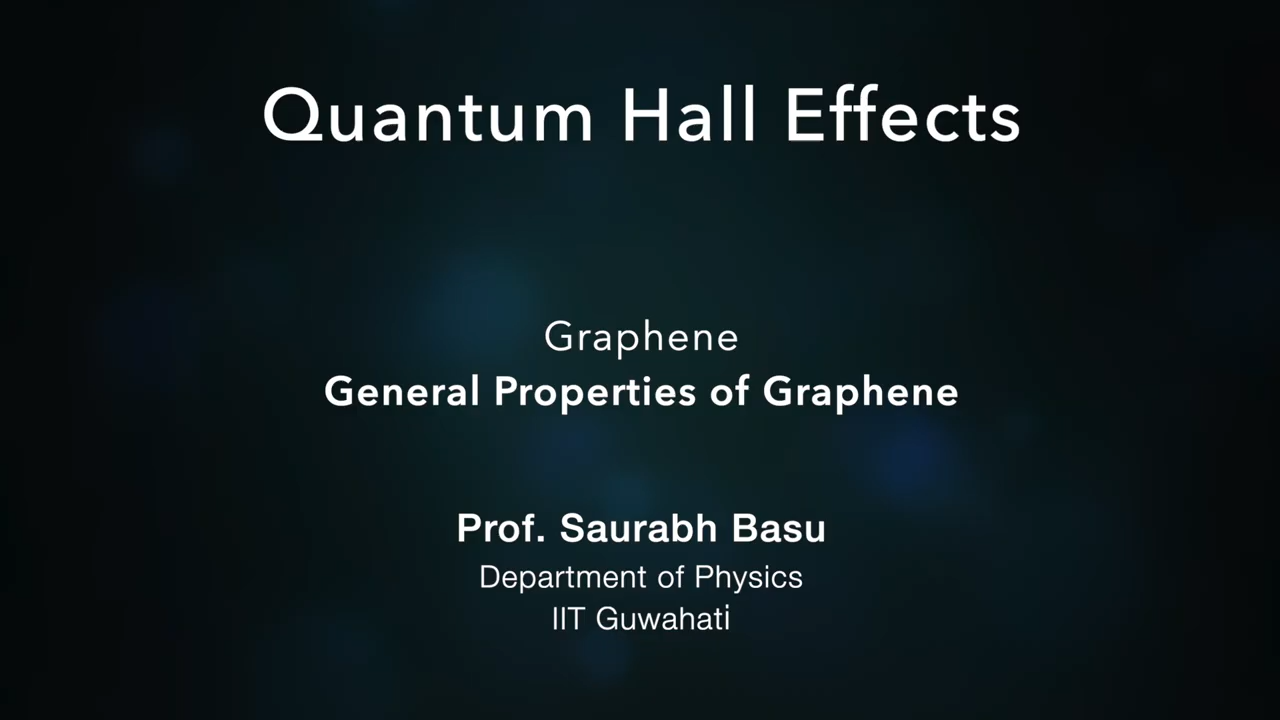 Quantum Hall Effects
Graphene
General Properties of Graphene
Prof. Saurabh Basu
Department of Physics
IIT Guwahati